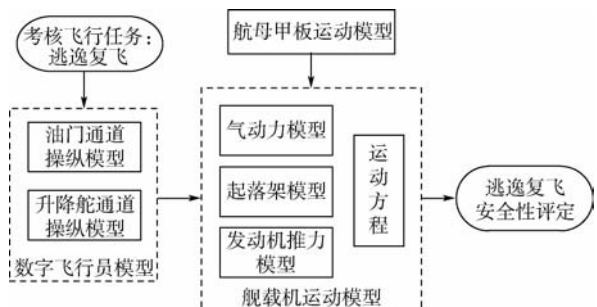 考核飞行任务：
逃逸复飞
航母甲板运动模型
油门通道
操纵模型
升降舵通道
操纵模型
数字飞行员模型
气动力模型
起落架模型
发动机推力
模型
运动方程
舰载机运动模型
逃逸复飞
安全性评定